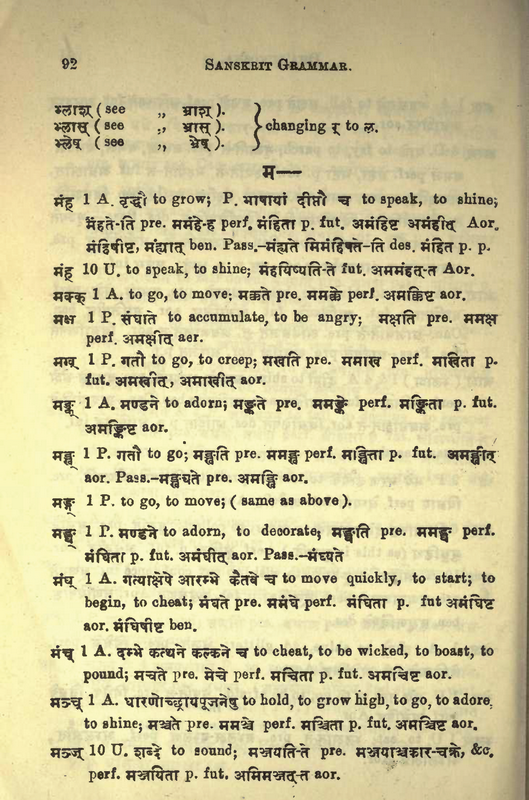 92 SANSKRIT GRAMMAR.
भ्लाश् ( see ,, भ्राश् ).
भ्लास् ( see ,, भ्रास् ). changing र् to ल्.
भ्लेष् ( see ,, भ्रेष् ).
म—
मंह् 1 A. वृद्धौ to grow; P. भाषायां दीप्तौ च to speak, to shine;
मंहते-ति pre. ममंहे-ह perf. मंहिता p. fut. अमंहिष्ट अमंहीत् Aor.
मंहिषीष्ट, मंह्यात् ben. Pass.-मंह्यते मिमंहिषते-ति des. मंहित p. p.
मंह् 10 U. to speak, to shine; मंहयिष्यति-ते fut. अममंहत्-त Aor.
मक्क् 1 A. to go, to move; मक्कते pre. ममक्के perf. अमक्किष्ट aor.
मक्ष 1 P. संघाते to accumulate, to be angry; मक्षति pre. ममक्ष
perf. अमक्षीत् aer.
मख् 1 P. गतौ to go, to creep; मखति pre. ममाख perf. मखिता p.
fut. अमखीत्, अमाखीत् aor.
मङ्क् 1 A. मण्डने to adorn; मङ्कते pre. ममङ्के perf. मङ्किता p. fut.
अमङ्किष्ट aor.
मङ्ख् 1 P. गतौ to go; मङ्खति pre. ममङ्ख perf. मङ्खिता p. fut. अमङ्खीत्
aor. Pass.-मङ्ख्यते pre. अमङ्खि aor.
मङ्ग् 1 P. to go, to move; ( same as above ).
मङ्घ् 1 P. मण्डने to adorn, to decorate; मङ्घति pre. ममङ्घ perf.
मंघिता p. fut. अमंघीत् aor. Pass.-मंघ्यते
मंघ् 1 A. गत्याक्षेपे आरम्भे कैतवे च to move quickly, to start; to
begin, to cheat; मंघते pre. ममंघे perf. मंघिता p. fut अमंघिष्ट
aor. मंघिषीष्ट ben.
मंच् 1 A. दम्भे कत्थने कल्कने च to cheat, to be wicked, to boast, to
pound; मचते pre. मेचे perf. मचिता p. fut. अमचिष्ट aor.
मञ्च् 1 A. धारणोच्छ्रायपूजनेषु to hold, to grow high, to go, to adore,
to shine; मञ्चते pre. ममञ्चे perf. मञ्चिता p. fut. अमञ्चिष्ट aor.
मञ्ज् 10 U. शब्दे to sound; मञ्जयति-ते pre. मञ्जयाञ्चकार-चक्रे, &c.
perf. मञ्जयिता p. fut. अमिमञ्जत्-त aor.